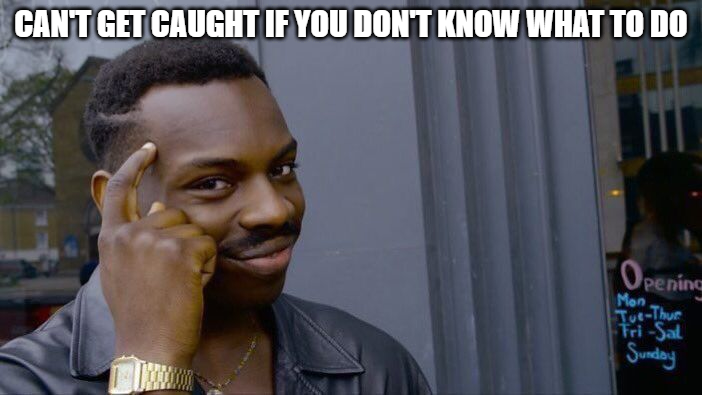 CAN'T GET CAUGHT IF YOU DON'T KNOW WHAT TO DO
Opening
Mon
Tue-Thur
Fri -Sat
Sunday